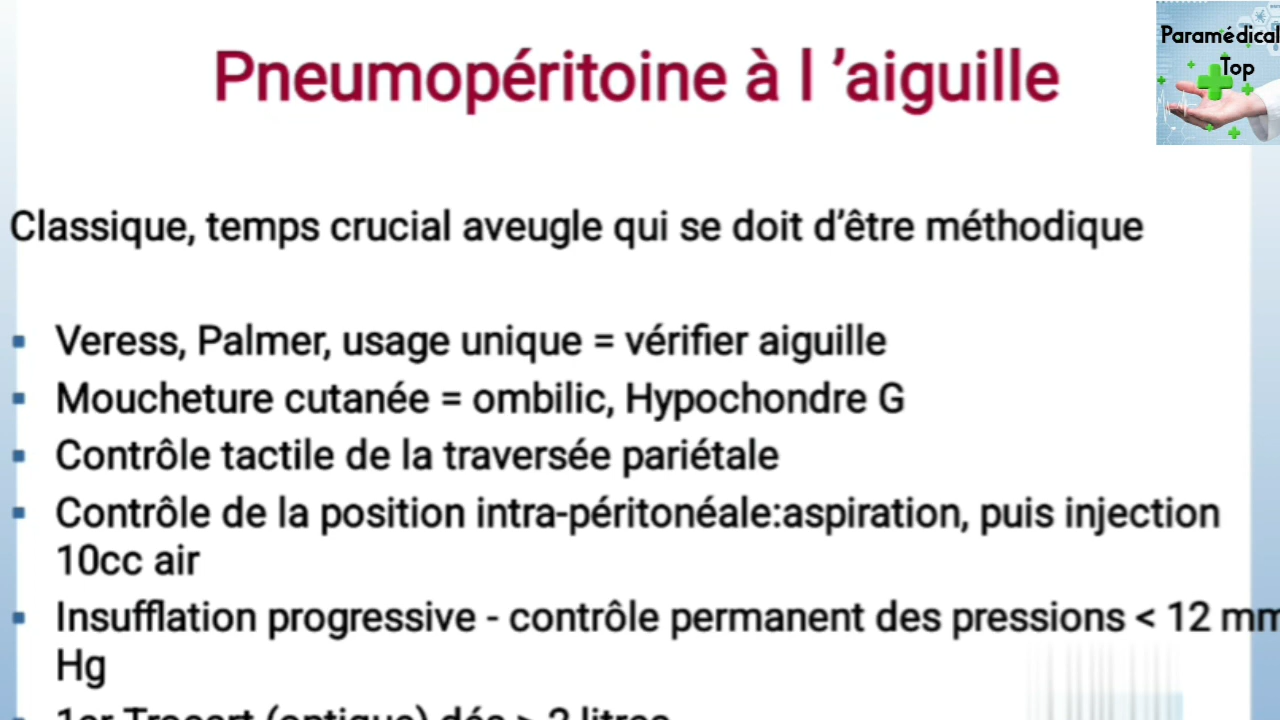 Pneumopéritoine à l ’aiguille
Paramédical
Top
Classique, temps crucial aveugle qui se doit d’être méthodique
Veress, Palmer, usage unique = vérifier aiguille
Moucheture cutanée = ombilic, Hypochondre G
Contrôle tactile de la traversée pariétale
Contrôle de la position intra-péritonéale:aspiration, puis injection
10cc air
Insufflation progressive - contrôle permanent des pressions < 12 mm
Hg
1er Trocart (optique) dés > 2 litres